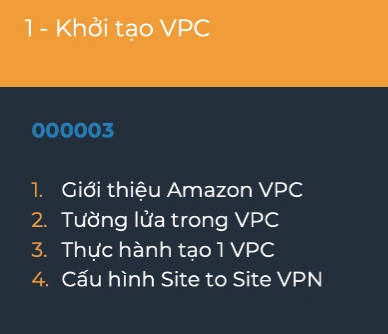 1 - Khởi tạo VPC
000003
1. Giới thiệu Amazon VPC
2. Tường lửa trong VPC
3. Thực hành tạo 1 VPC
4. Cấu hình Site to Site VPN